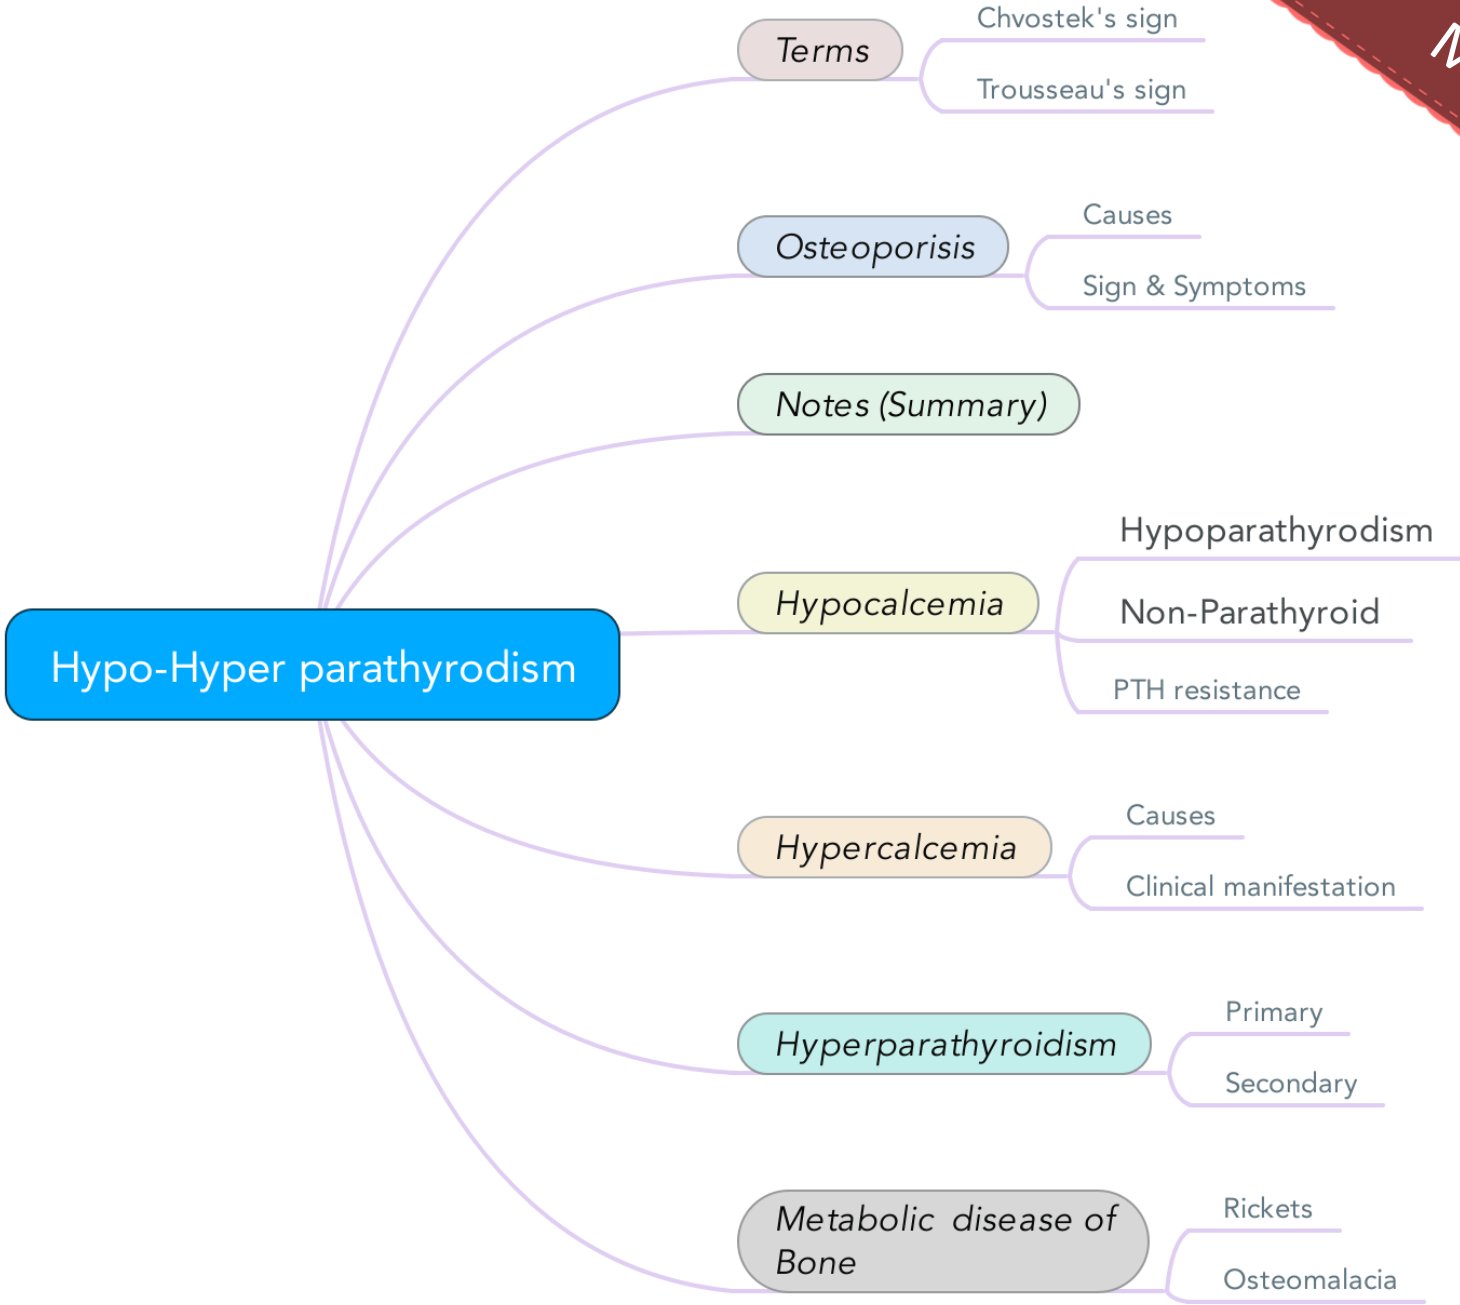 Chvostek's sign
Terms
Trousseau's sign
Causes
Osteoporisis
Sign & Symptoms
Notes (Summary)
Hypoparathyrodism
Hypocalcemia
Non-Parathyroid
PTH resistance
Hypo-Hyper parathyrodism
Causes
Hypercalcemia
Clinical manifestation
Primary
Hyperparathyroidism
Secondary
Metabolic disease of
Bone
Rickets
Osteomalacia